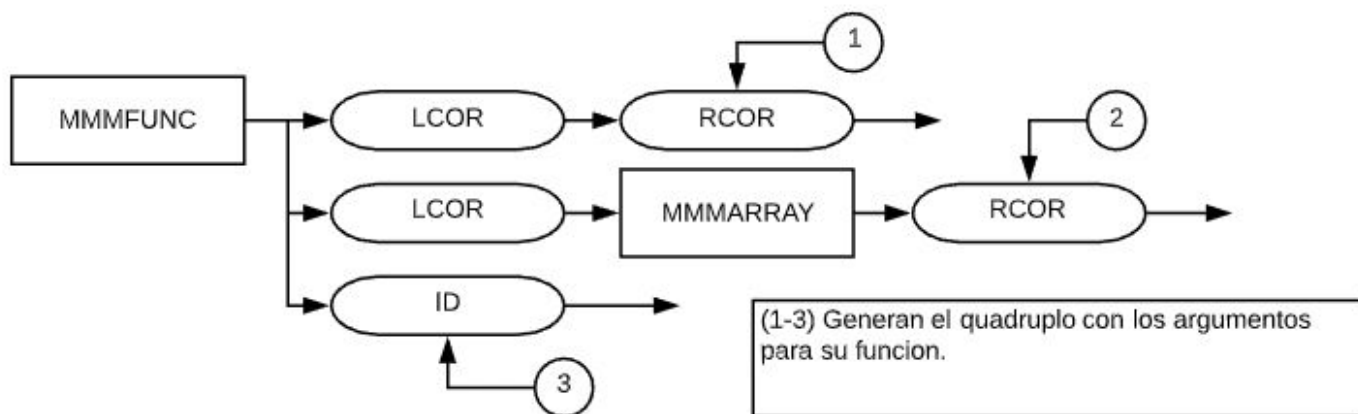 1
MMMFUNC
LCOR
RCOR
2
LCOR
MMMARRAY
RCOR
ID
(1-3) Generan el quadruplo con los argumentos
para su funcion.
3